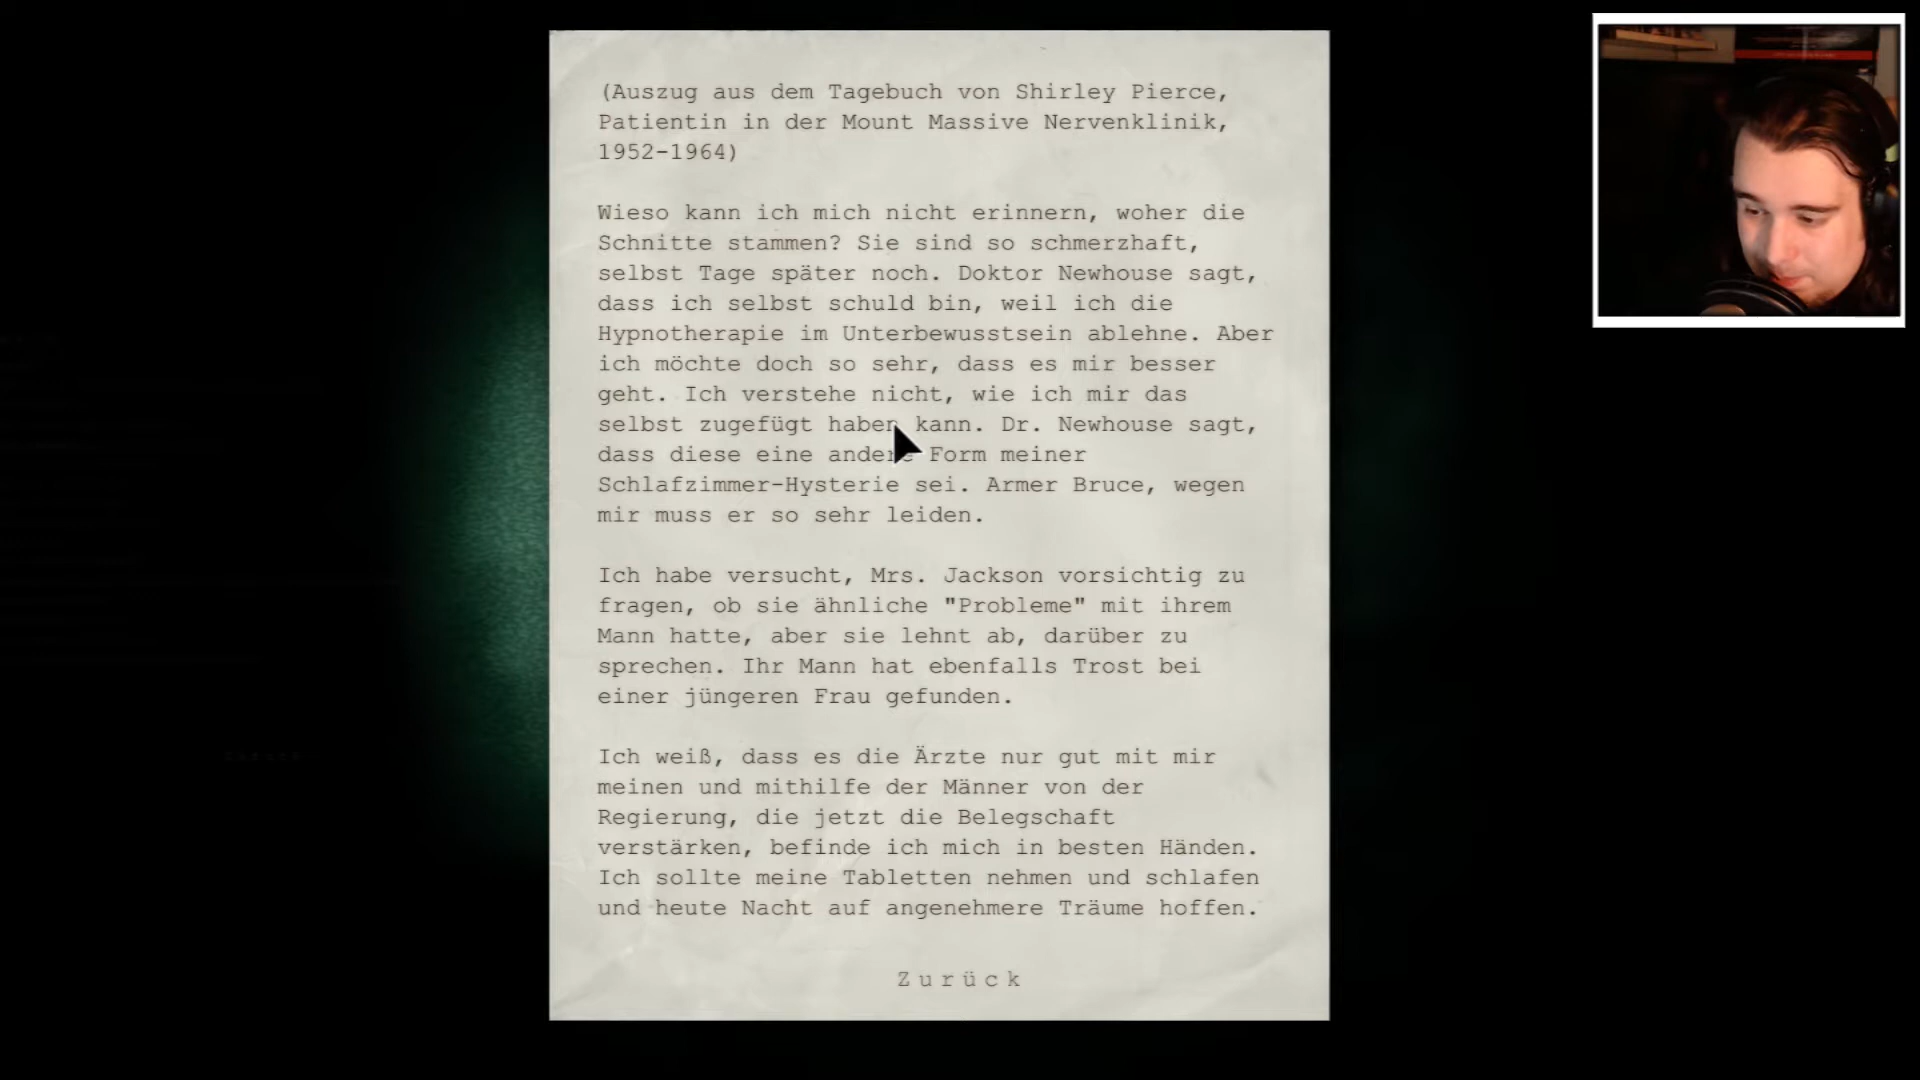 (Auszug aus dem Tagebuch von Shirley Pierce,
Patientin in der Mount Massive Nervenklinik,
1952-1964)
Wieso kann ich mich nicht erinnern, woher die
Schnitte stammen? Sie sind so schmerzhaft,
selbst Tage später noch. Doktor Newhouse sagt,
dass ich selbst schuld bin, weil ich die
Hypnotherapie im Unterbewusstsein ablehne. Aber
ich möchte doch so sehr, dass es mir besser
geht. Ich verstehe nicht, wie ich mir das
selbst zugefügt haben kann. Dr. Newhouse sagt,
dass diese eine andere Form meiner
Schlafzimmer-Hysterie sei. Armer Bruce, wegen
mir muss er so sehr leiden.
Ich habe versucht, Mrs. Jackson vorsichtig zu
fragen, ob sie ähnliche "Probleme" mit ihrem
Mann hatte, aber sie lehnt ab, darüber zu
sprechen. Ihr Mann hat ebenfalls Trost bei
einer jüngeren Frau gefunden.
Ich weiß, dass es die Ärzte nur gut mit mir
meinen und mithilfe der Männer von der
Regierung, die jetzt die Belegschaft
verstärken, befinde ich mich in besten Händen.
Ich sollte meine Tabletten nehmen und schlafen
und heute Nacht auf angenehmere Träume hoffen.
Zurück